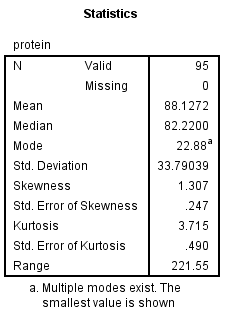 Statistics
protein
N Valid 95
Missing 0
Mean 88.1272
Median 82.2200
Mode 22.88a
Std. Deviation 33.79039
Skewness 1.307
Std. Error of Skewness .247
Kurtosis 3.715
Std. Error of Kurtosis .490
Range 221.55
a. Multiple modes exist. The
smallest value is shown